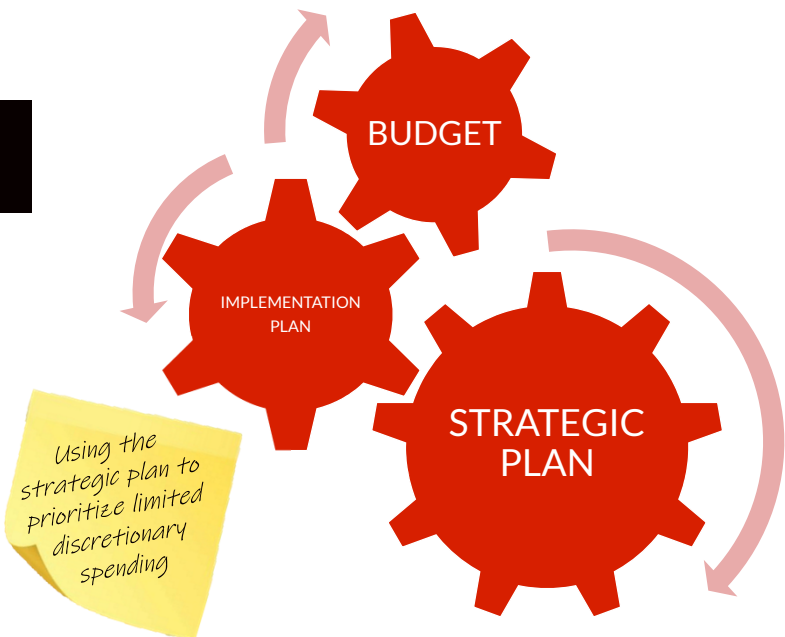 BUDGET
IMPLEMENTATION
PLAN
STRATEGIC
PLAN
Using the
strategic plan to
prioritize limited
discretionary
spending